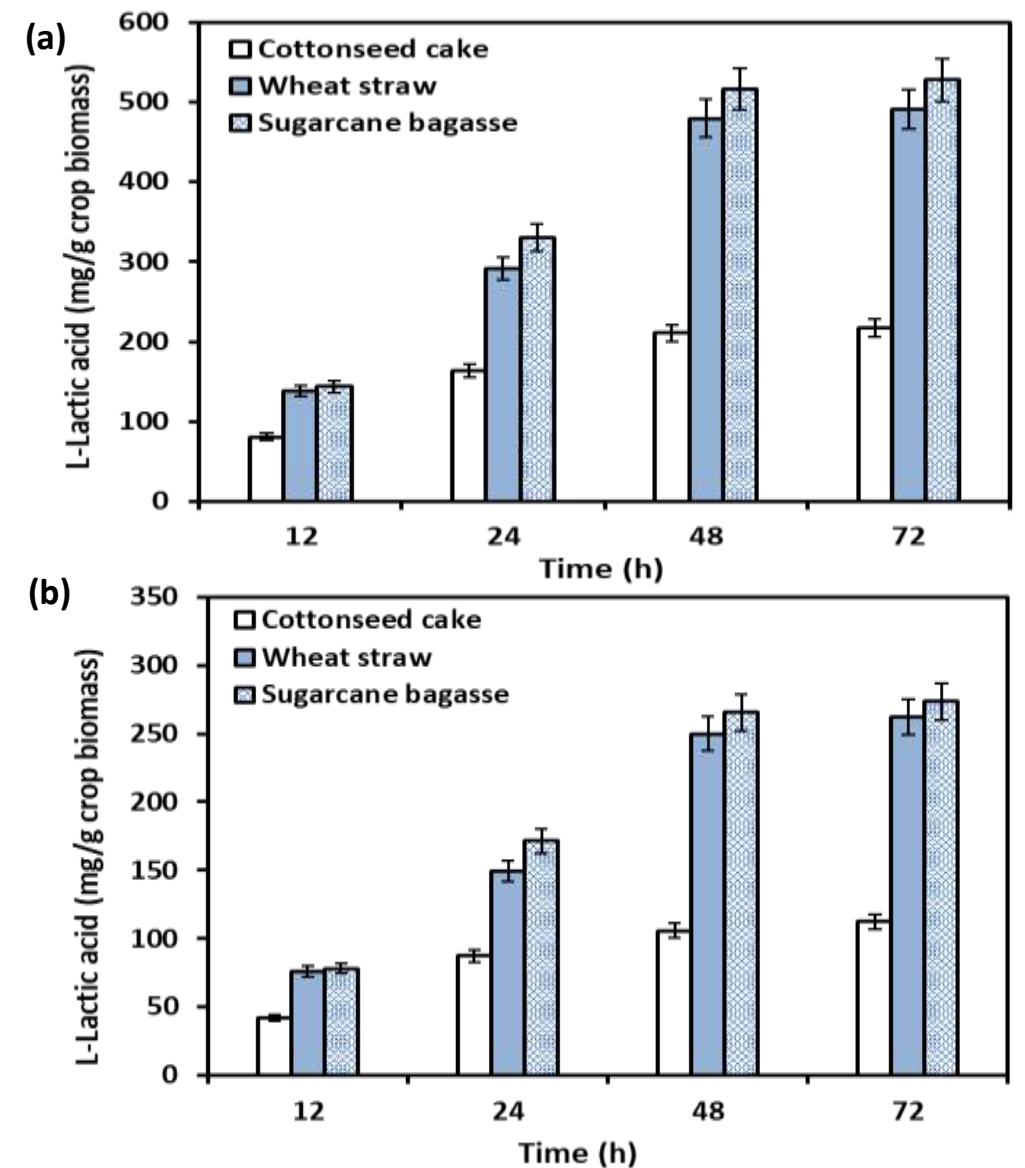 (a)
L-Lactic acid (mg/g crop biomass)
600
500
400
300
200
100
0
Cottonseed cake
Wheat straw
Sugarcane bagasse
12 24 48 72
Time (h)
(b)
L-Lactic acid (mg/g crop biomass)
350
300
250
200
150
100
50
0
Cottonseed cake
Wheat straw
Sugarcane bagasse
12 24 48 72
Time (h)